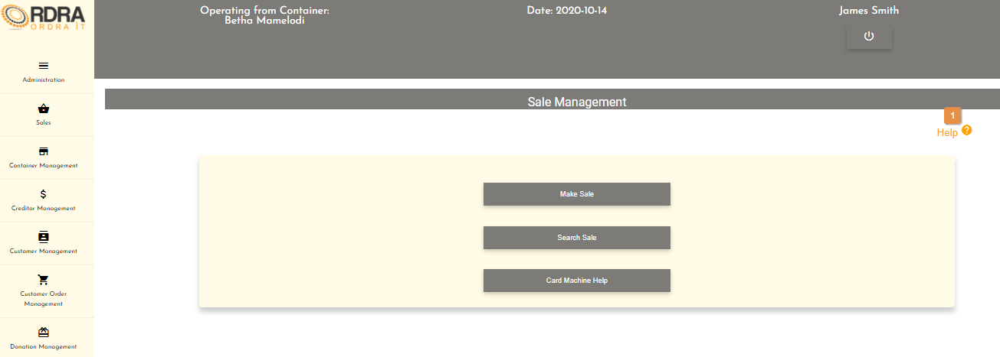 RDRA
ORDRA IT
Operating from Container:
Betha Mamelodi
Date: 2020-10-14
James Smith
Administration
Sales
Container Management
Creditor Management
Customer Management
Customer Order
Management
Donation Management
Sale Management
1
Help ?
Make Sale
Search Sale
Card Machine Help